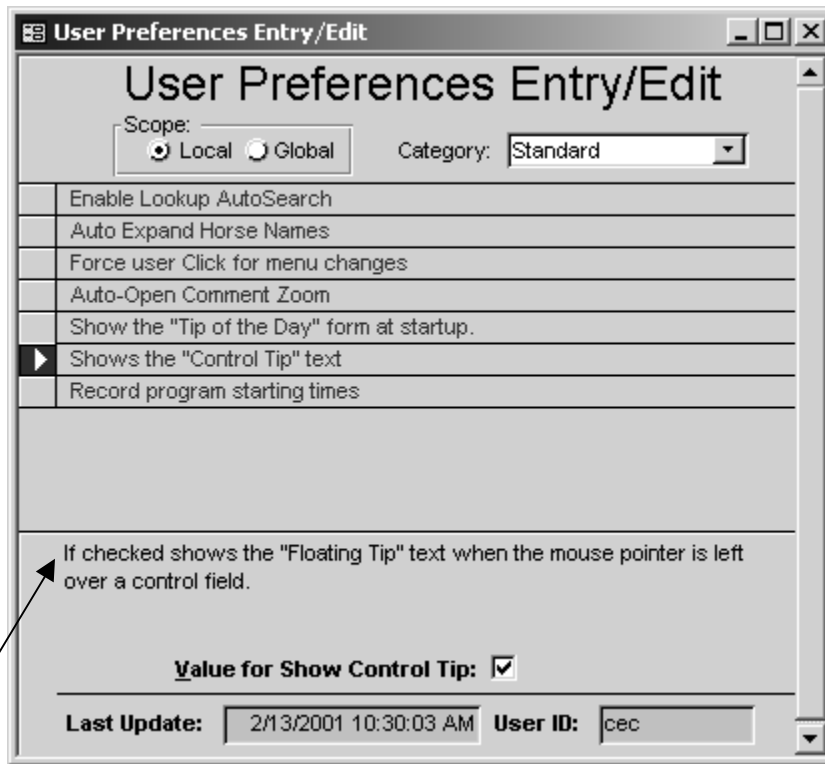 User Preferences Entry/Edit
User Preferences Entry/Edit
Scope:
Local Global Category: Standard
Enable Lookup AutoSearch
Auto Expand Horse Names
Force user Click for menu changes
Auto-Open Comment Zoom
Show the "Tip of the Day" form at startup.
Shows the "Control Tip" text
Record program starting times
If checked shows the "Floating Tip" text when the mouse pointer is left
over a control field.
Value for Show Control Tip:
Last Update: 2/13/2001 10:30:03 AM User ID: cec